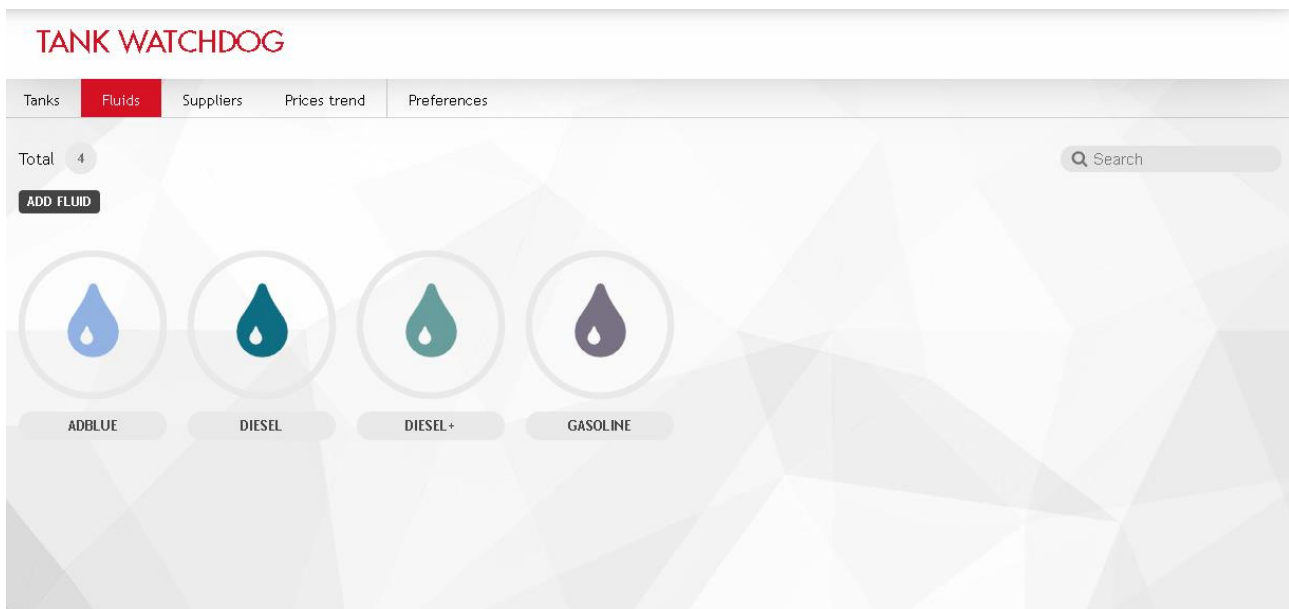 TANK WATCHDOG
Tanks Fluids Suppliers Prices trend Preferences
Total 4 Search
ADD FLUID
ADBLUE DIESEL DIESEL+ GASOLINE